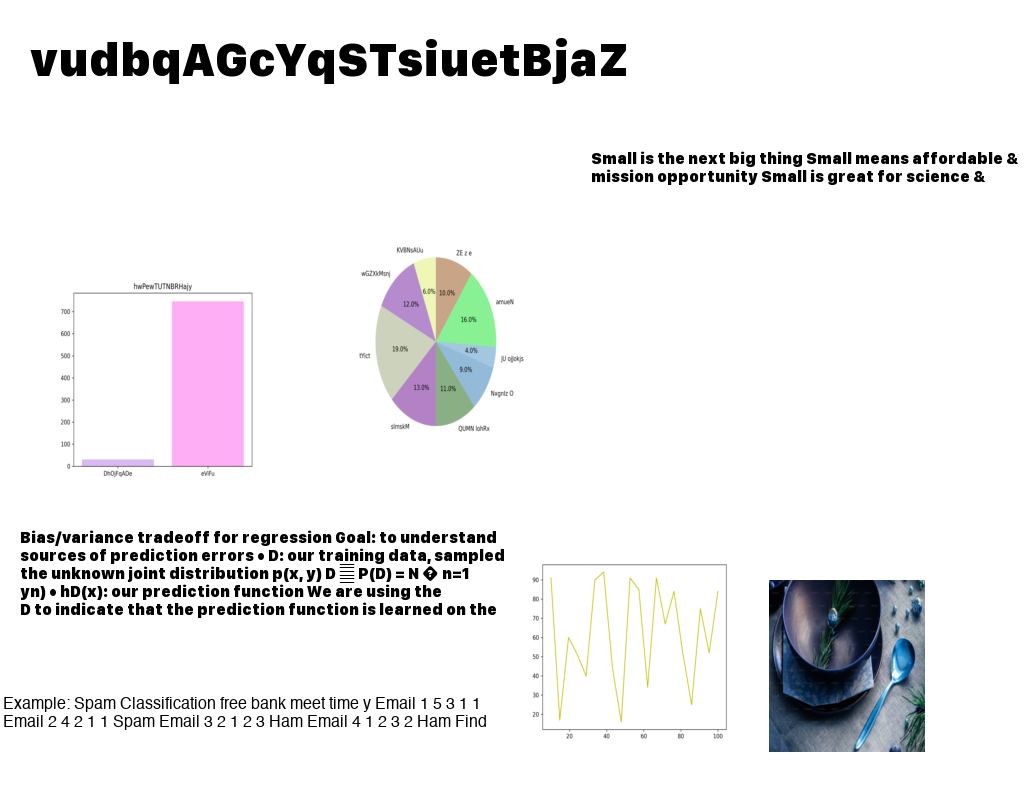 vudbqAGcYqSTsiuetBjaZ
Small is the next big thing Small means affordable &
mission opportunity Small is great for science &
KVBNsAUu
ZE z e
wGZXkMsnj
amueN
6.0%
10.0%
12.0%
16.0%
19.0%
4.0%
9.0%
13.0%
11.0%
JU ojjokjs
Nxgntz O
slmskM
QUMN lohRx
hwPewTUTNBRHajy
700
600
500
400
300
200
100
0
DhOjFqADe
eViFu
Bias/variance tradeoff for regression Goal: to understand
sources of prediction errors • D: our training data, sampled
the unknown joint distribution p(x, y) D P(D) = N � n=1
yn) • hD(x): our prediction function We are using the
D to indicate that the prediction function is learned on the
90
80
70
60
50
40
30
20
20 40 60 80 100
Example: Spam Classification free bank meet time y Email 1 5 3 1 1
Email 2 4 2 1 1 Spam Email 3 2 1 2 3 Ham Email 4 1 2 3 2 Ham Find